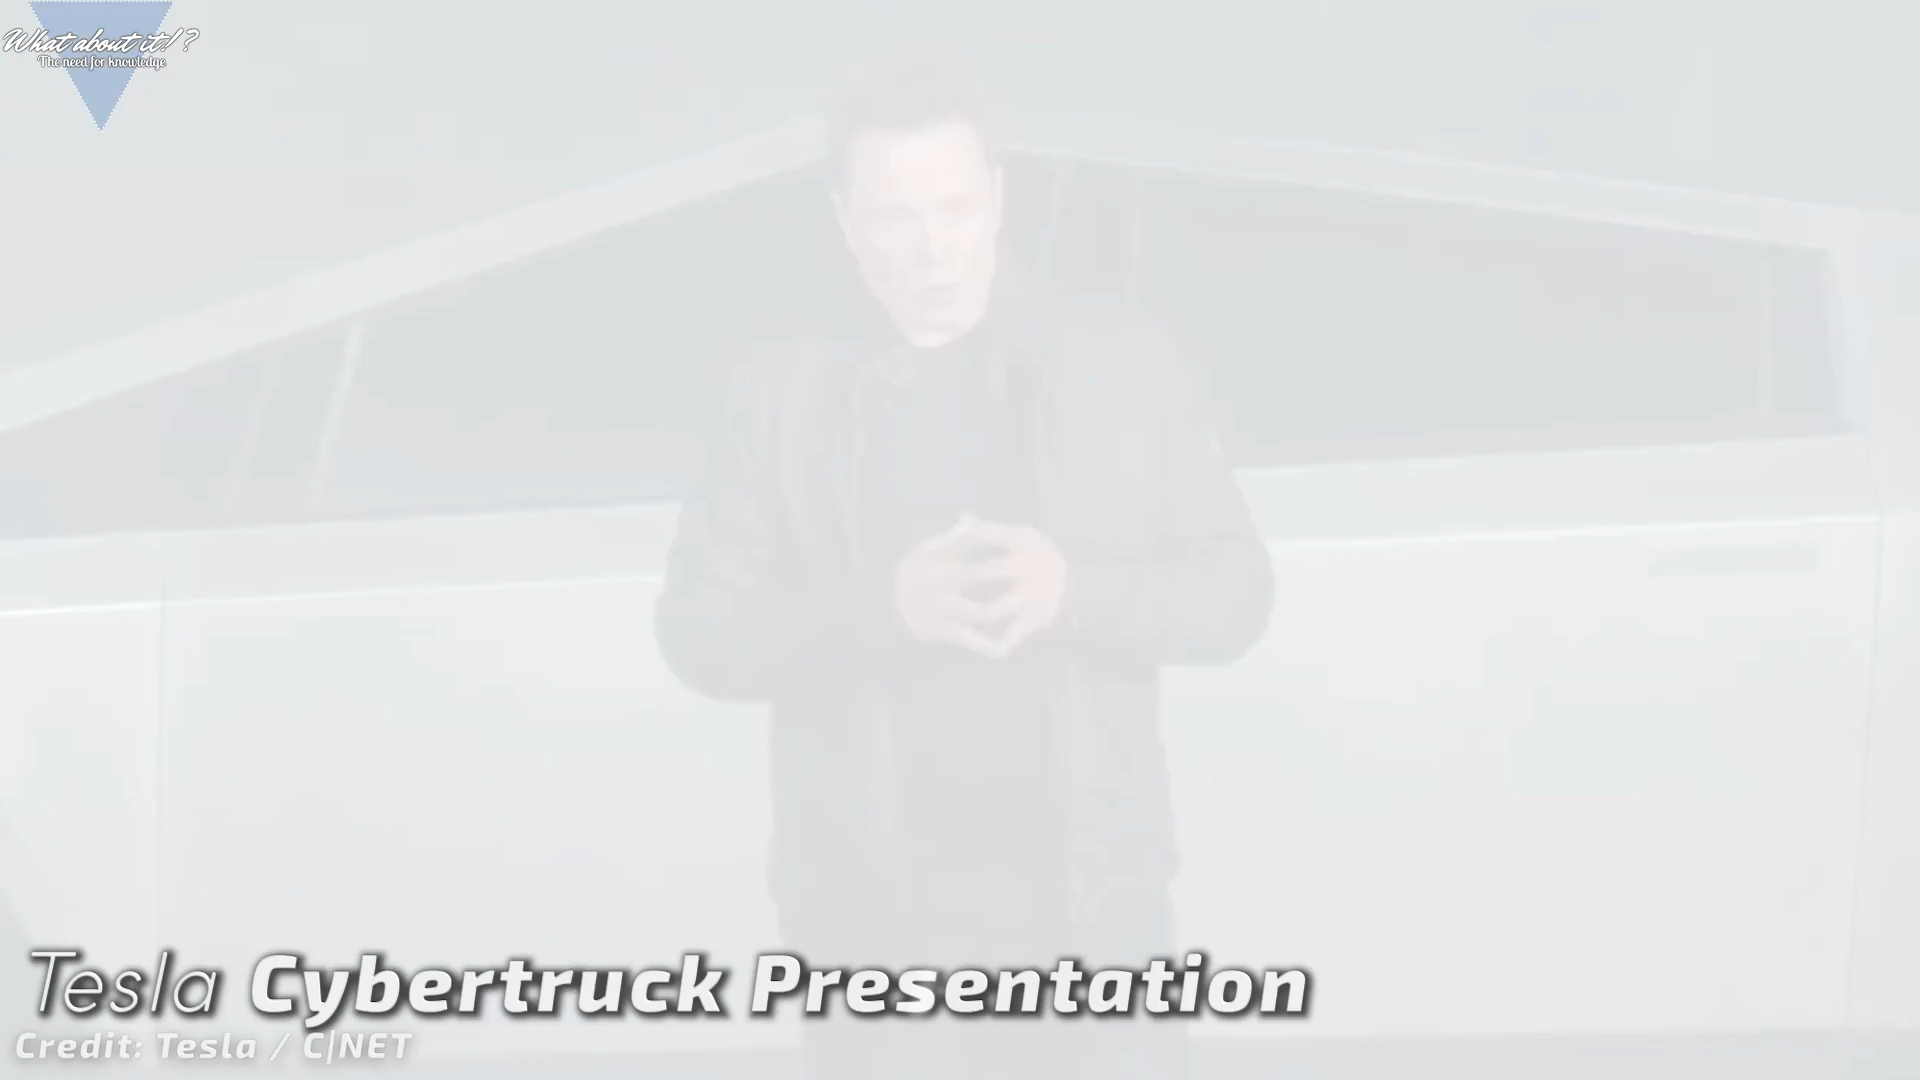 What about it!?
The need for knowledge
Tesla Cybertruck Presentation
Credit: Tesla / C|NET